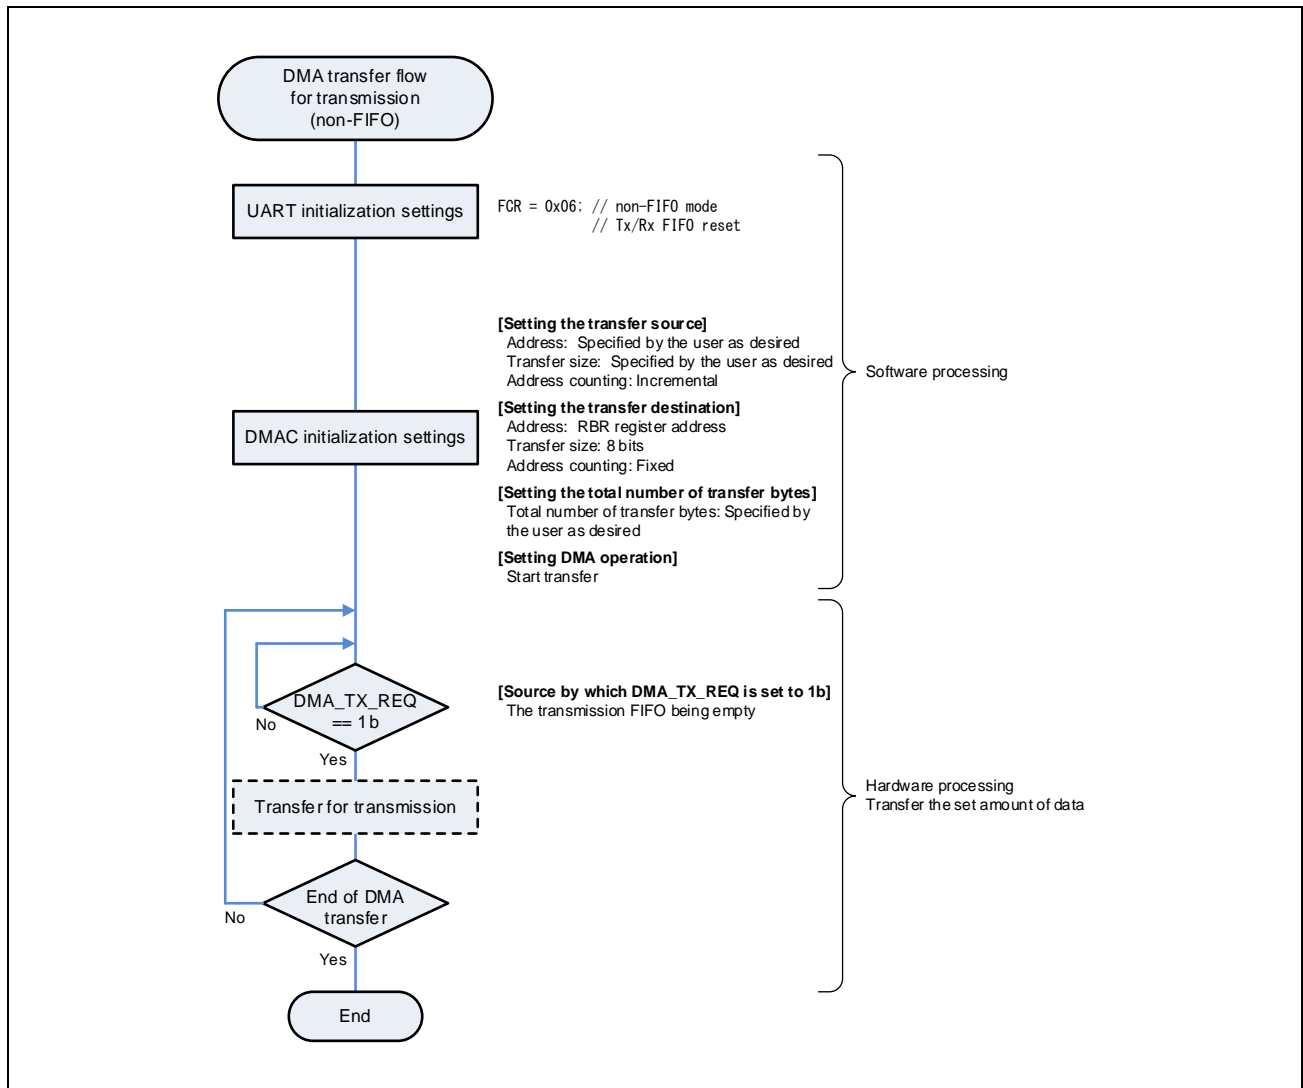 DMA transfer flow
for transmission
(non-FIFO)
UART initialization settings
FCR = 0x06; // non-FIFO mode
// Tx/Rx FIFO reset
[Setting the transfer source]
Address: Specified by the user as desired
Transfer size: Specified by the user as desired
Address counting: Incremental
Software processing
[Setting the transfer destination]
Address: RBR register address
Transfer size: 8 bits
Address counting: Fixed
DMAC initialization settings
[Setting the total number of transfer bytes]
Total number of transfer bytes: Specified by
the user as desired
[Setting DMA operation]
Start transfer
DMA_TX_REQ
== 1b
No
Yes
[Source by which DMA_TX_REQ is set to 1b]
The transmission FIFO being empty
Transfer for transmission
Hardware processing
Transfer the set amount of data
End of DMA
transfer
No
Yes
End